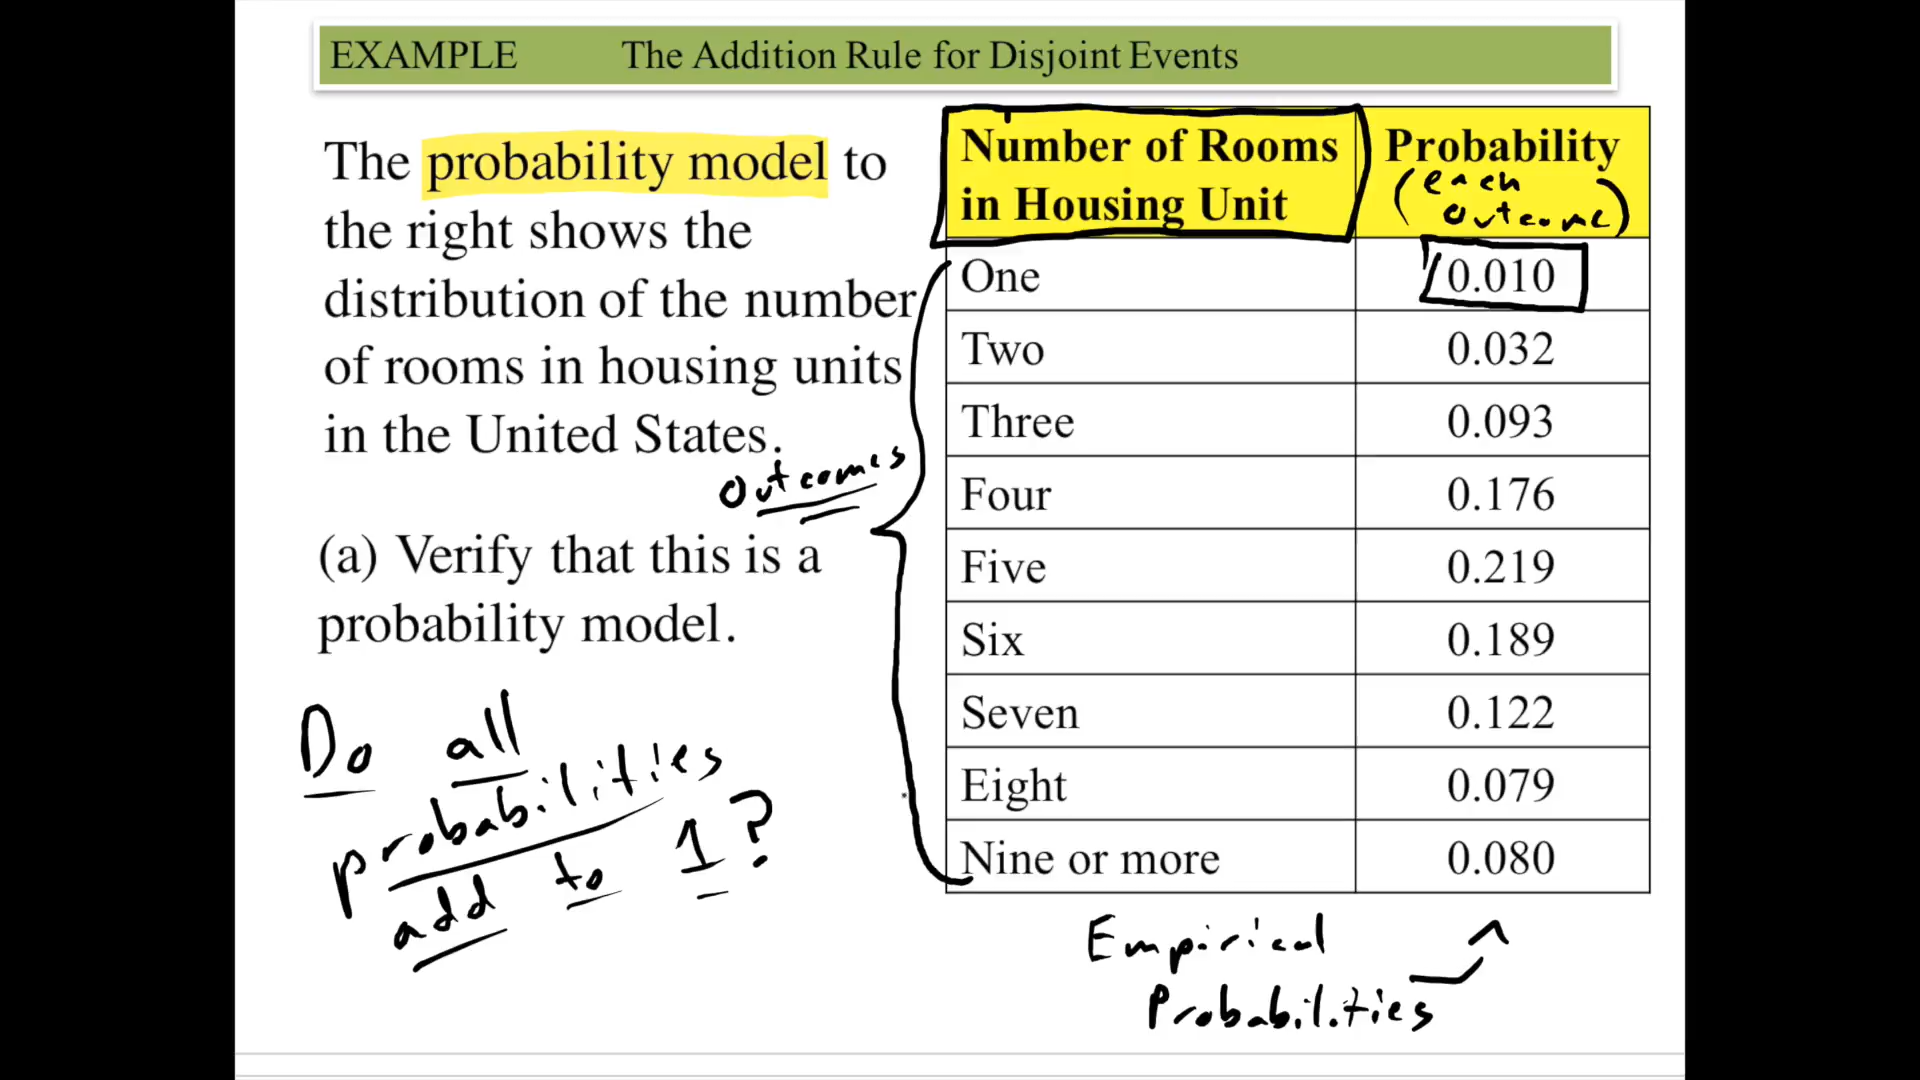 EXAMPLE The Addition Rule for Disjoint Events
The probability model to
the right shows the
distribution of the number
of rooms in housing units
in the United States.
outcomes
(a) Verify that this is a
probability model.
Do all
probabilities
add to 1?
Number of Rooms
in Housing Unit
Probability
(each
outcome)
One 0.010
Two 0.032
Three 0.093
Four 0.176
Five 0.219
Six 0.189
Seven 0.122
Eight 0.079
Nine or more 0.080
Empirical
Probabilities